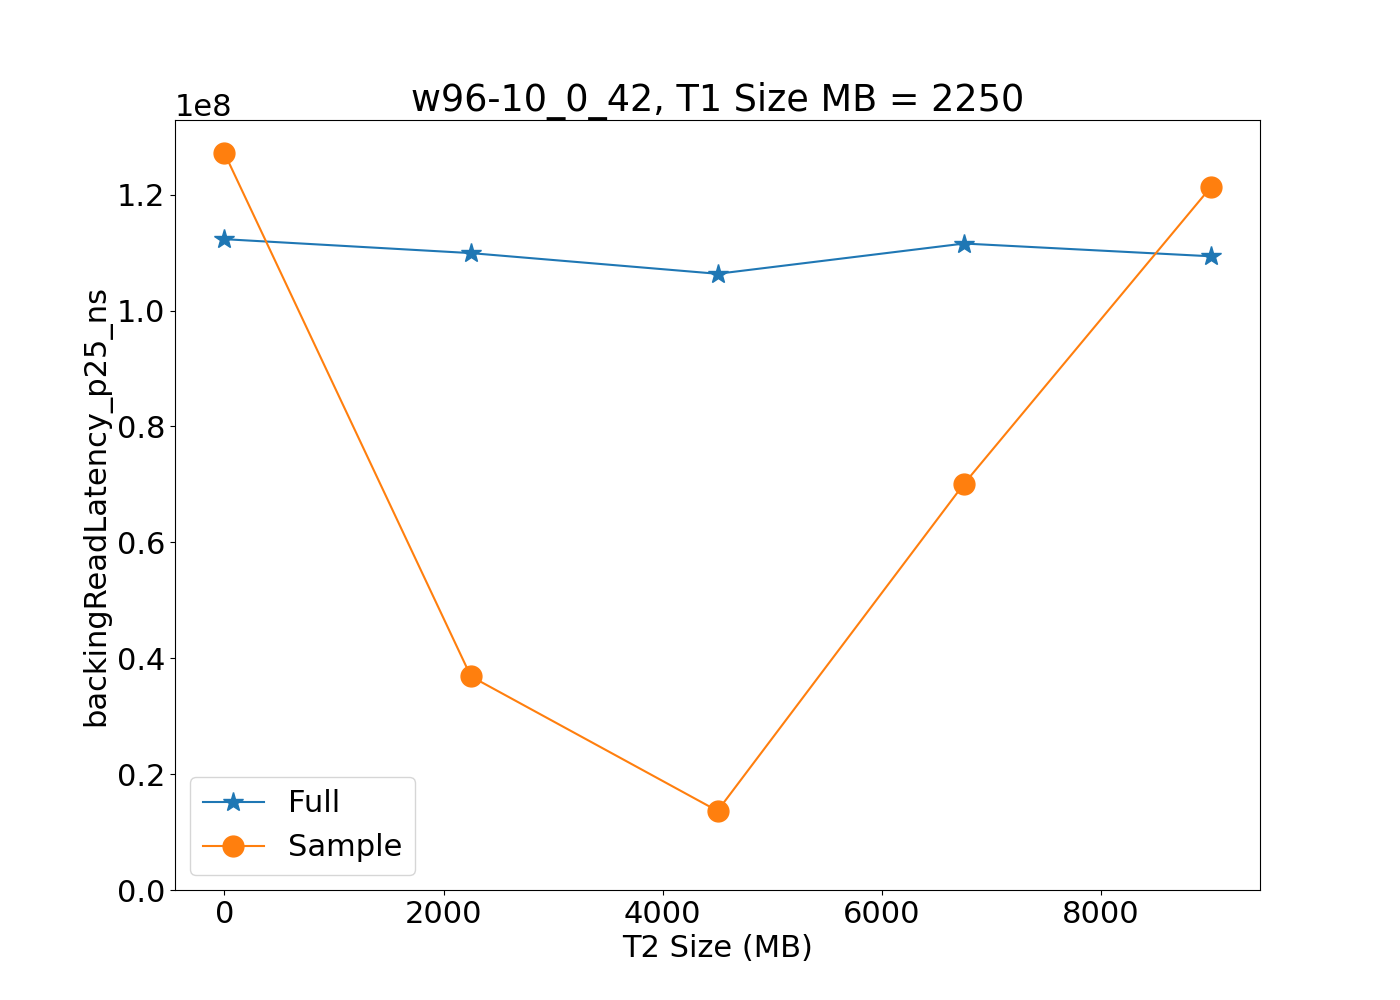 w96-10_0_42, T1 Size MB = 2250
1e8
1.2
1.0
0.8
0.6
0.4
0.2
0.0
backingReadLatency_p25_ns
Full
Sample
0 2000 4000 6000 8000
T2 Size (MB)